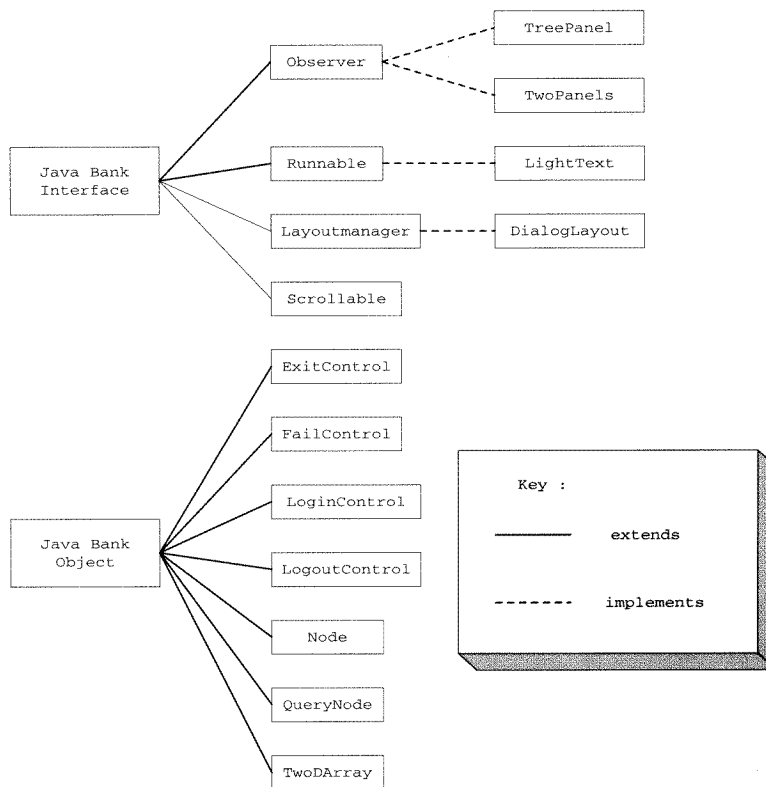 TreePanel
Observer
TwoPanels
Java Bank
Interface
Runnable
LightText
Layoutmanager
DialogLayout
Scrollable
ExitControl
FailControl
LoginControl
Java Bank
Object
LogoutControl
Node
QueryNode
TwoDArray
Key :
extends
implements